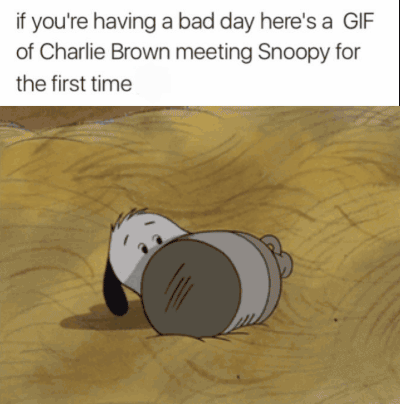 if you're having a bad day here's a  GIF
of Charlie Brown meeting Snoopy for
the first time